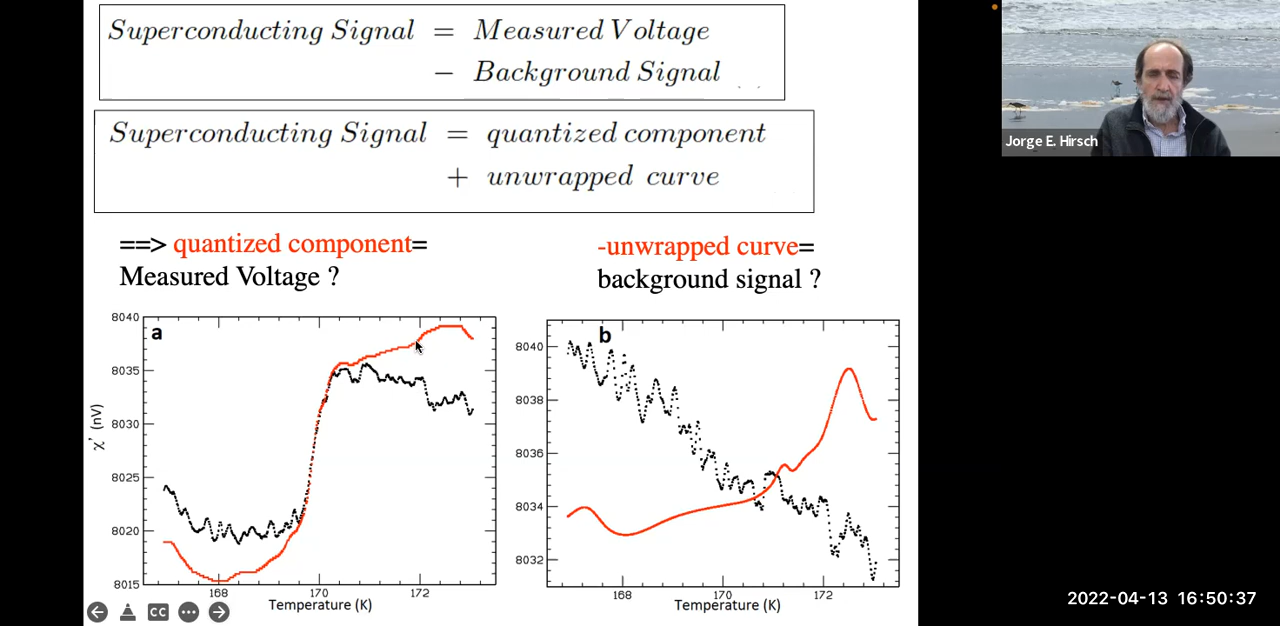 Superconducting Signal = Measured Voltage
− Background Signal
Superconducting Signal = quantized component
+ unwrapped curve
==> quantized component=
Measured Voltage ?
-unwrapped curve=
background signal ?
a
8040
8035
8030
8025
8020
8015
χ' (nV)
168 170 172
Temperature (K)
b
8040
8038
8036
8034
8032
168 170 172
Temperature (K)
CC
Jorge E. Hirsch
2022-04-13 16:50:37